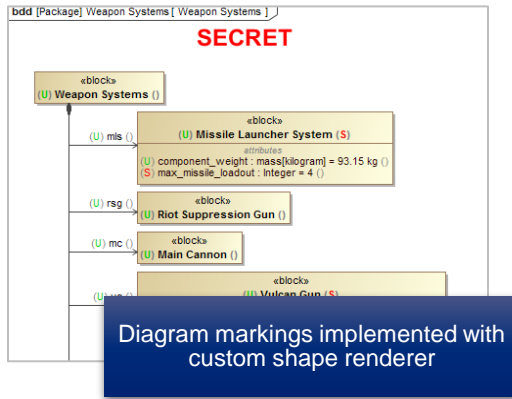 bdd [Package] Weapon Systems [ Weapon Systems ]
SECRET
«block»
(U) Weapon Systems ()
(U) mls ()
«block»
(U) Missile Launcher System (S)
attributes
(U) component_weight : mass[kilogram] = 93.15 kg ()
(S) max_missile_loadout : Integer = 4 ()
(U) rsg ()
«block»
(U) Riot Suppression Gun ()
(U) mc ()
«block»
(U) Main Cannon ()
«block»
(U) Vulcan Gun (S)
(U)
Diagram markings implemented with
custom shape renderer